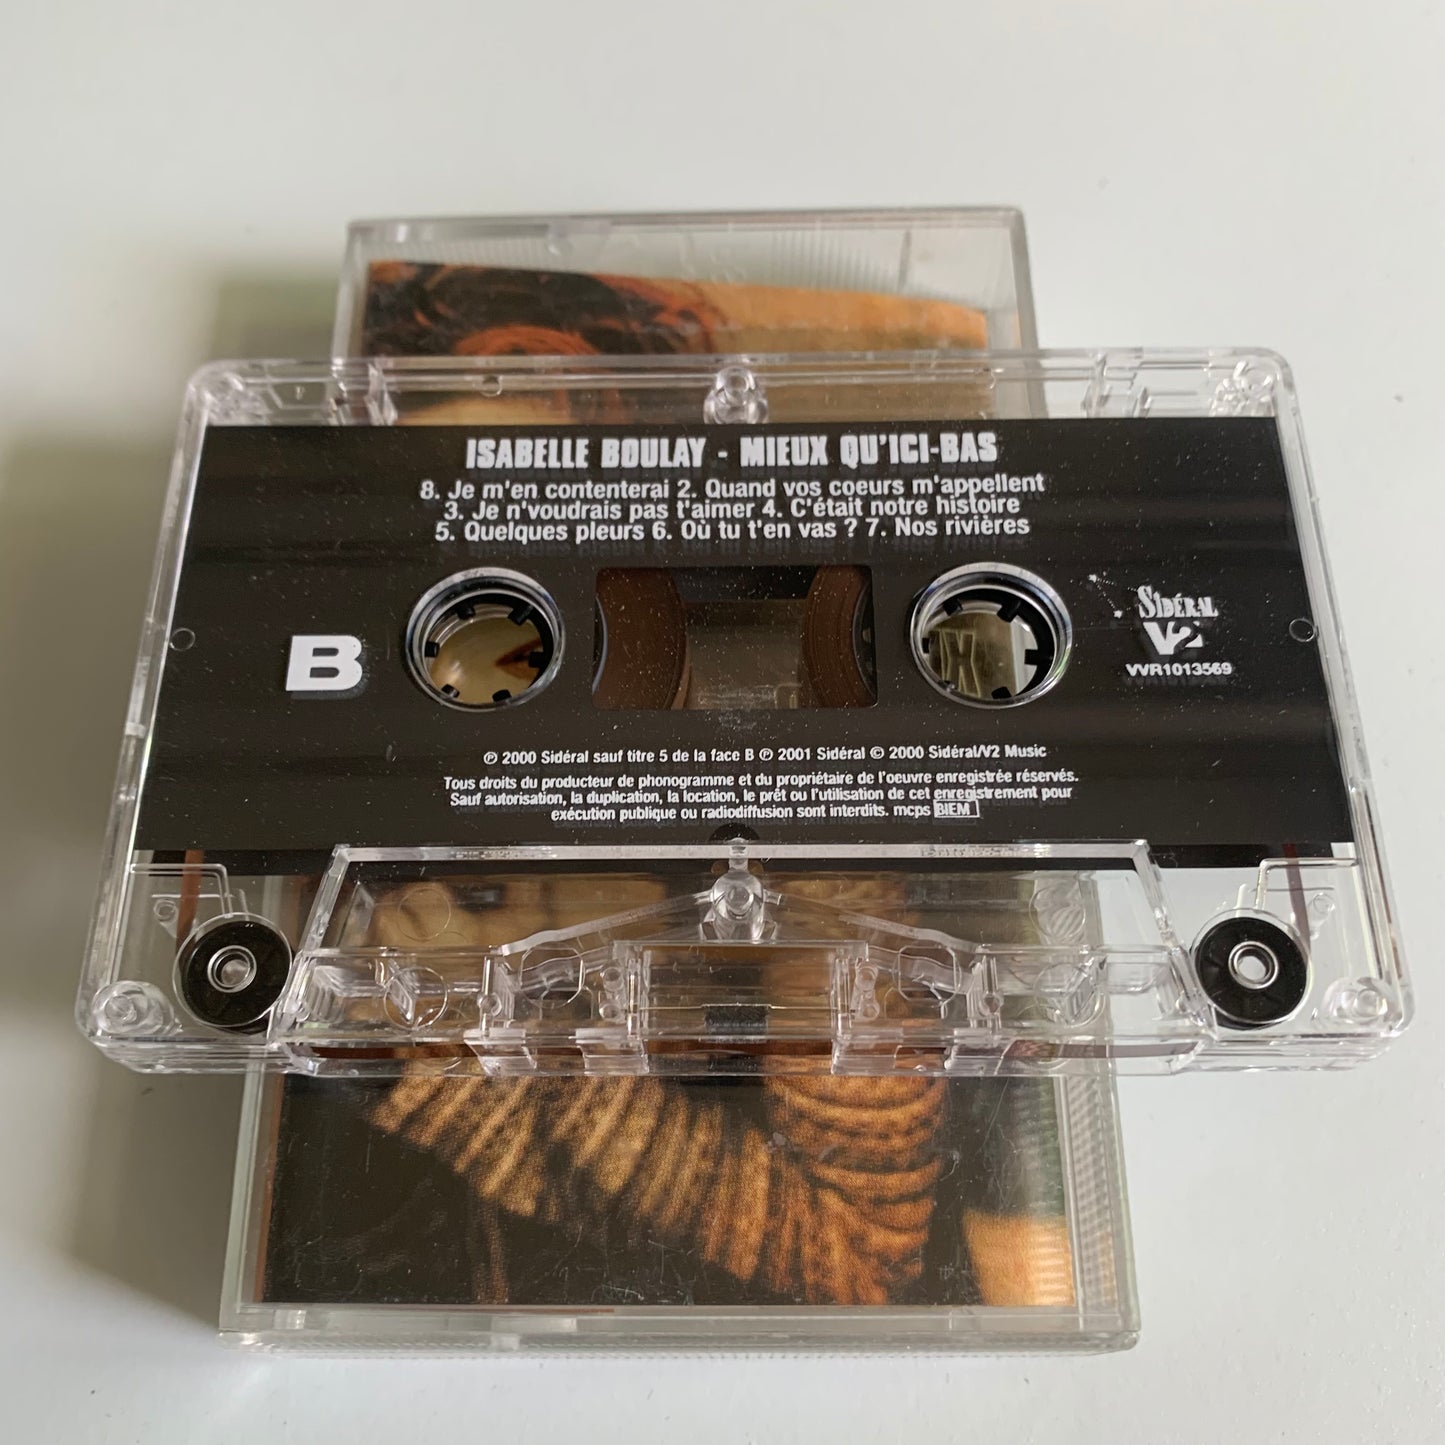 ISABELLE BOULAY - MIEUX QU'ICI-BAS
8. Je m'en contenterai 2. Quand vos coeurs m'appellent
3. Je n'voudrais pas t'aimer 4. C'était notre histoire
5. Quelques pleurs 6. Où tu t'en vas ? 7. Nos rivières
B
SIDÉRAL
V2
VVR1013569
℗ 2000 Sidéral sauf titre 5 de la face B ℗ 2001 Sidéral © 2000 Sidéral/V2 Music
Tous droits du producteur de phonogramme et du propriétaire de l'oeuvre enregistrée réservés.
Sauf autorisation, la duplication, la location, le prêt ou l'utilisation de cet enregistrement pour
exécution publique ou radiodiffusion sont interdits. mcps BIEM